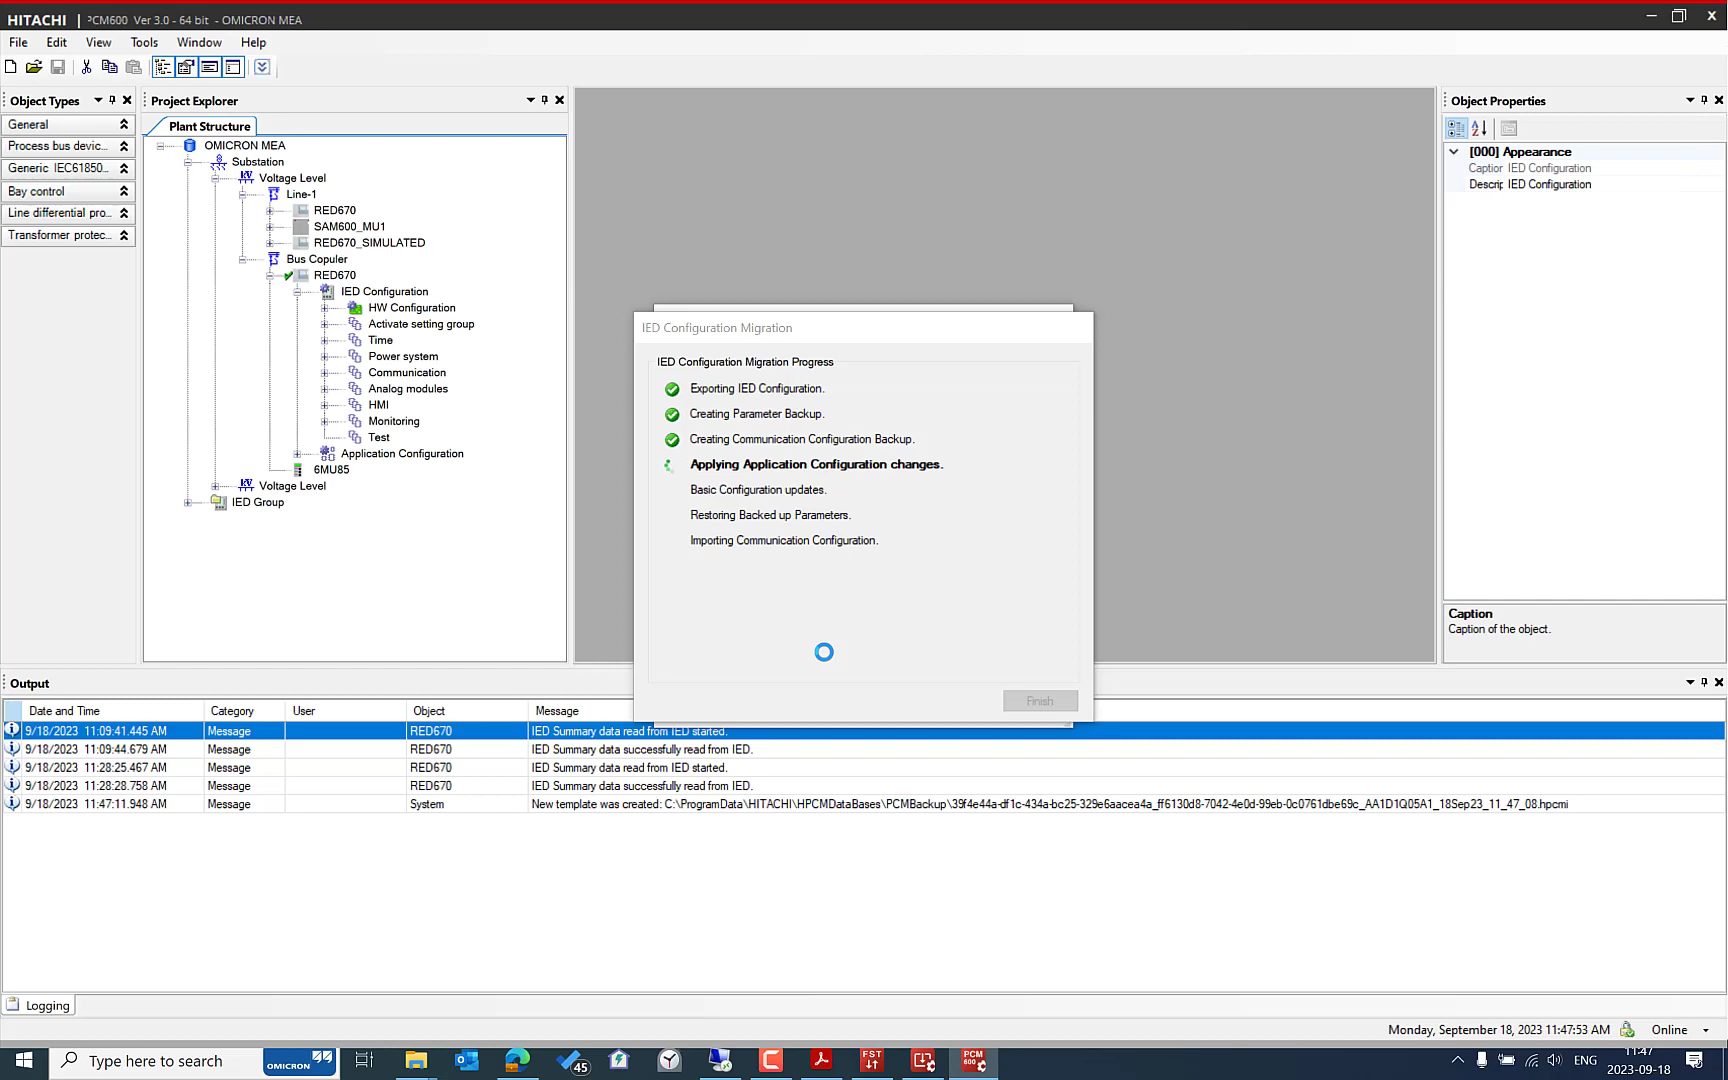 HITACHI | PCM600 Ver 3.0 - 64 bit - OMICRON MEA
File Edit View Tools Window Help
Object Types
General
Process bus devic...
Generic IEC61850...
Bay control
Line differential pro...
Transformer protec...
Project Explorer
Plant Structure
OMICRON MEA
Substation
Voltage Level
Line-1
RED670
SAM600_MU1
RED670_SIMULATED
Bus Copuler
RED670
IED Configuration
HW Configuration
Activate setting group
Time
Power system
Communication
Analog modules
HMI
Monitoring
Test
Application Configuration
6MU85
Voltage Level
IED Group
IED Configuration Migration
IED Configuration Migration Progress
Exporting IED Configuration.
Creating Parameter Backup.
Creating Communication Configuration Backup.
Applying Application Configuration changes.
Basic Configuration updates.
Restoring Backed up Parameters.
Importing Communication Configuration.
Finish
Object Properties
[000] Appearance
Caption IED Configuration
Descrip IED Configuration
Caption
Caption of the object.
Output
Date and Time Category User Object Message
9/18/2023 11:09:41.445 AM Message RED670 IED Summary data read from IED started.
9/18/2023 11:09:44.679 AM Message RED670 IED Summary data successfully read from IED.
9/18/2023 11:28:25.467 AM Message RED670 IED Summary data read from IED started.
9/18/2023 11:28:28.758 AM Message RED670 IED Summary data successfully read from IED.
9/18/2023 11:47:11.948 AM Message System New template was created: C:\ProgramData\HITACHI\HPCMDataBases\PCMBackup\39f4e44a-df1c-434a-bc25-329e6aacea4a_ff6130d8-7042-4e0d-99eb-0c0761dbe69c_AA1D1Q05A1_18Sep23_11_47_08.hpcmi
Logging
Monday, September 18, 2023 11:47:53 AM Online
Type here to search
OMICRON
45
FST
PCM
600
ENG
11:47
2023-09-18